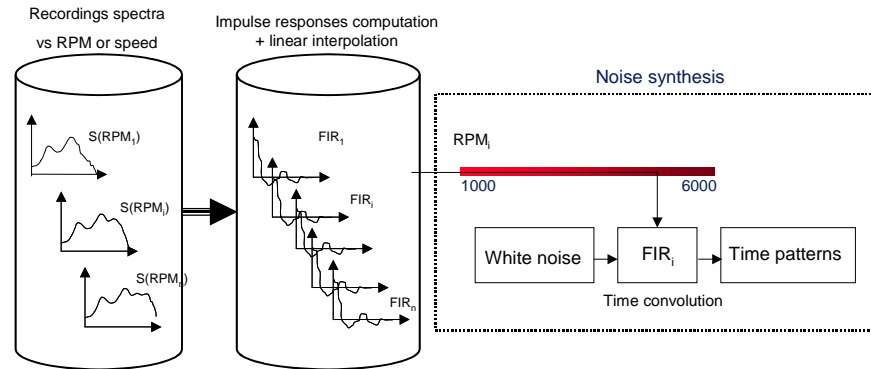 Recordings spectra
vs RPM or speed
Impulse responses computation
+ linear interpolation
Noise synthesis
S(RPM1)
S(RPMi)
S(RPMn)
FIR1
FIRi
FIRn
RPMi
1000
6000
White noise
FIRi
Time patterns
Time convolution